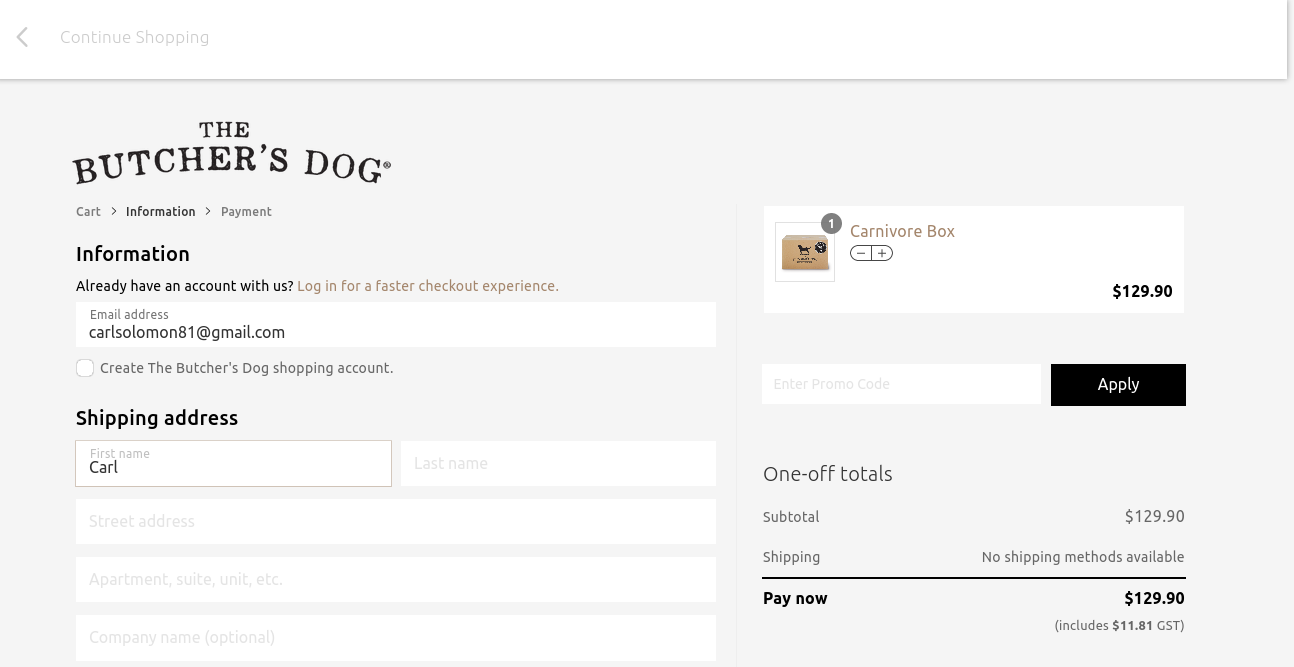 Continue Shopping
THE
BUTCHER'S DOG®
Cart > Information > Payment
Information
Already have an account with us? Log in for a faster checkout experience.
Email address
carlsolomon81@gmail.com
Create The Butcher's Dog shopping account.
Shipping address
First name
Carl
Last name
Street address
Apartment, suite, unit, etc.
Company name (optional)
1
Carnivore Box
− +
$129.90
Enter Promo Code
Apply
One-off totals
Subtotal $129.90
Shipping No shipping methods available
Pay now $129.90
(includes $11.81 GST)